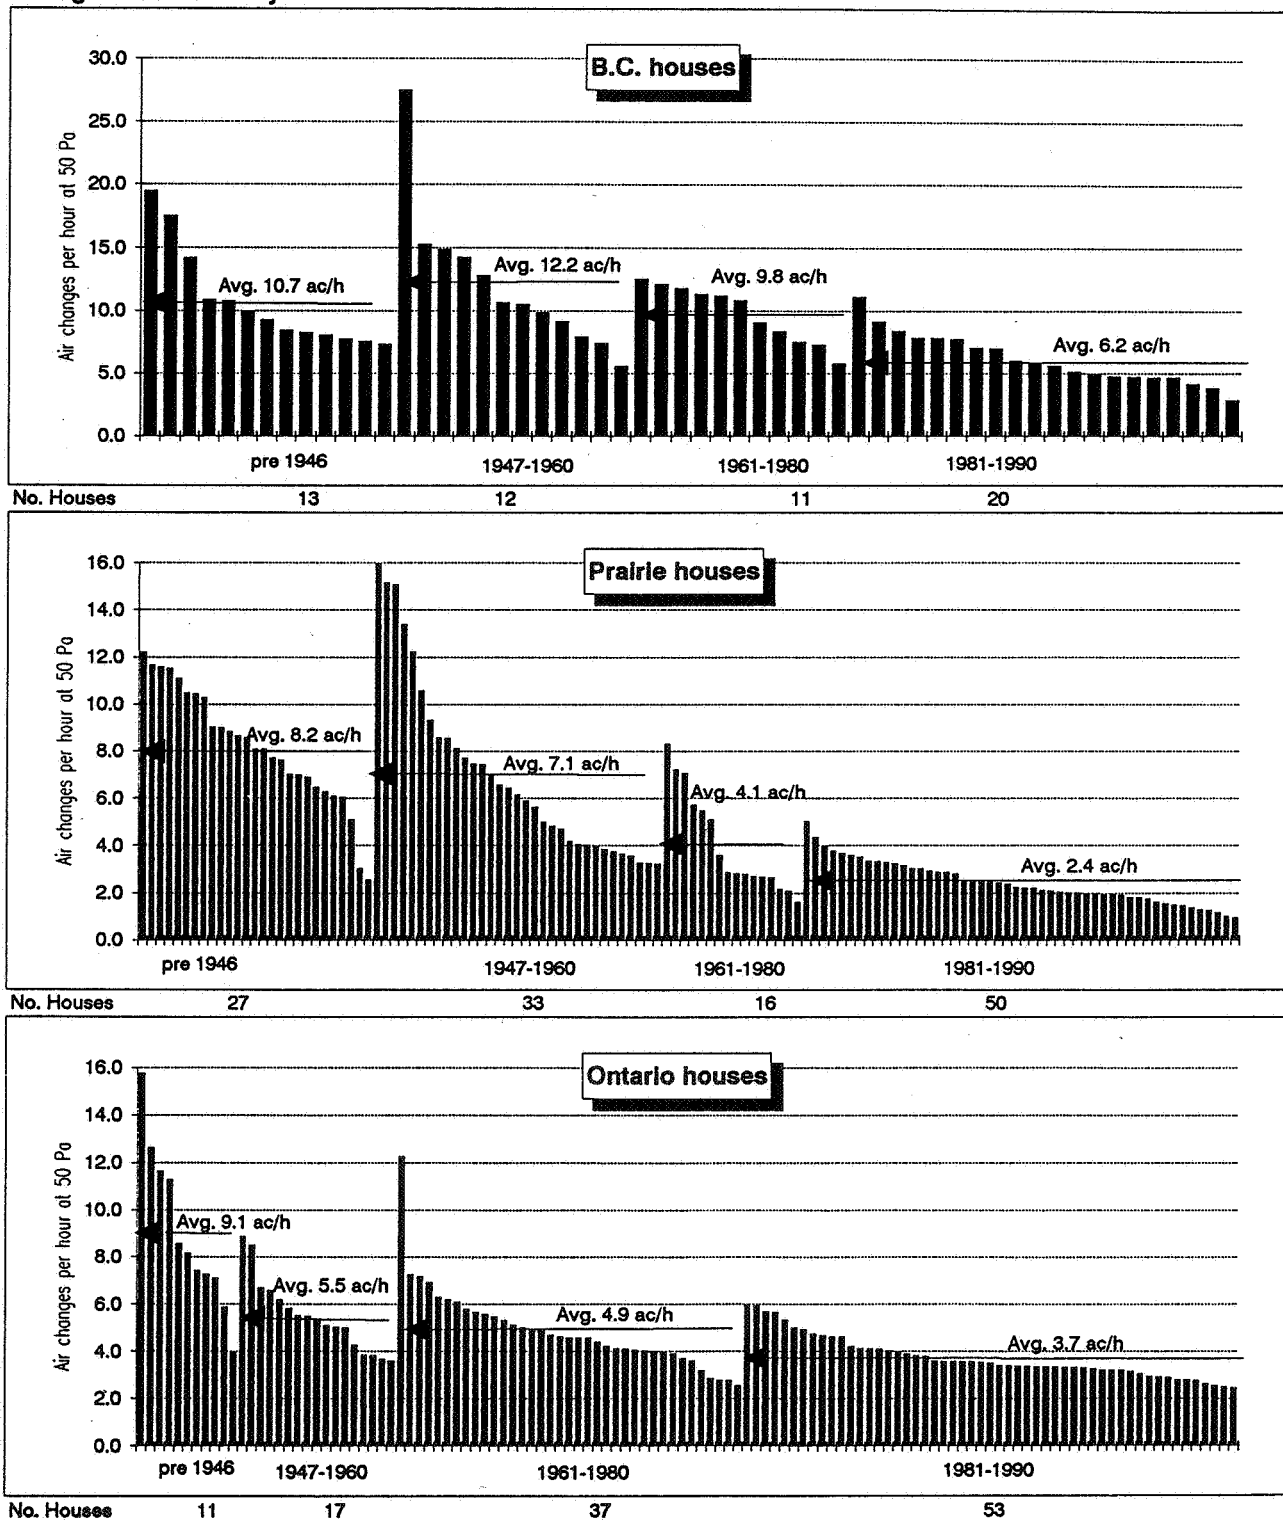 B.C. houses
30.0
25.0
20.0
15.0
10.0
5.0
0.0
Air changes per hour at 50 Pa
Avg. 10.7 ac/h
Avg. 12.2 ac/h
Avg. 9.8 ac/h
Avg. 6.2 ac/h
pre 1946 1947-1960 1961-1980 1981-1990
No. Houses 13 12 11 20
Prairie houses
16.0
14.0
12.0
10.0
8.0
6.0
4.0
2.0
0.0
Air changes per hour at 50 Pa
Avg. 8.2 ac/h
Avg. 7.1 ac/h
Avg. 4.1 ac/h
Avg. 2.4 ac/h
pre 1946 1947-1960 1961-1980 1981-1990
No. Houses 27 33 16 50
Ontario houses
16.0
14.0
12.0
10.0
8.0
6.0
4.0
2.0
0.0
Air changes per hour at 50 Pa
Avg. 9.1 ac/h
Avg. 5.5 ac/h
Avg. 4.9 ac/h
Avg. 3.7 ac/h
pre 1946 1947-1960 1961-1980 1981-1990
No. Houses 11 17 37 53